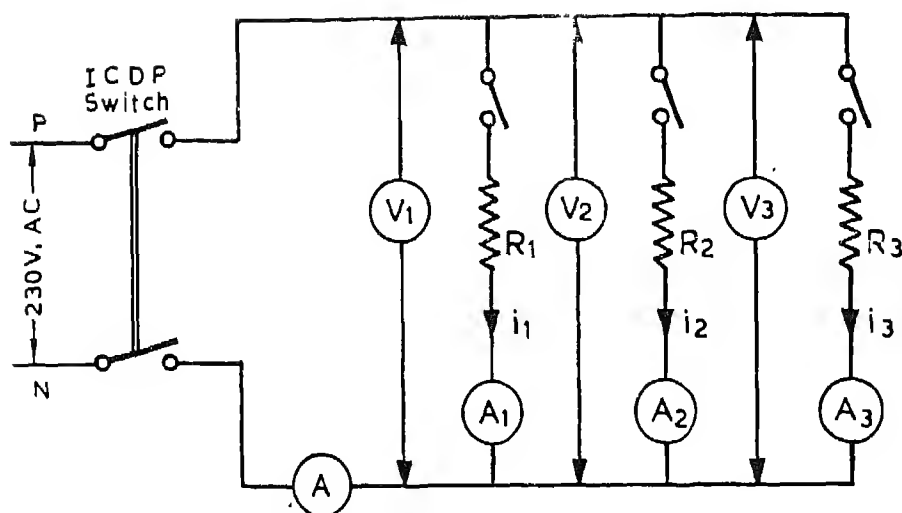 ICDP
Switch
P
230V, AC
N
V1
R1
i1
A1
V2
R2
i2
A2
V3
R3
i3
A3
A